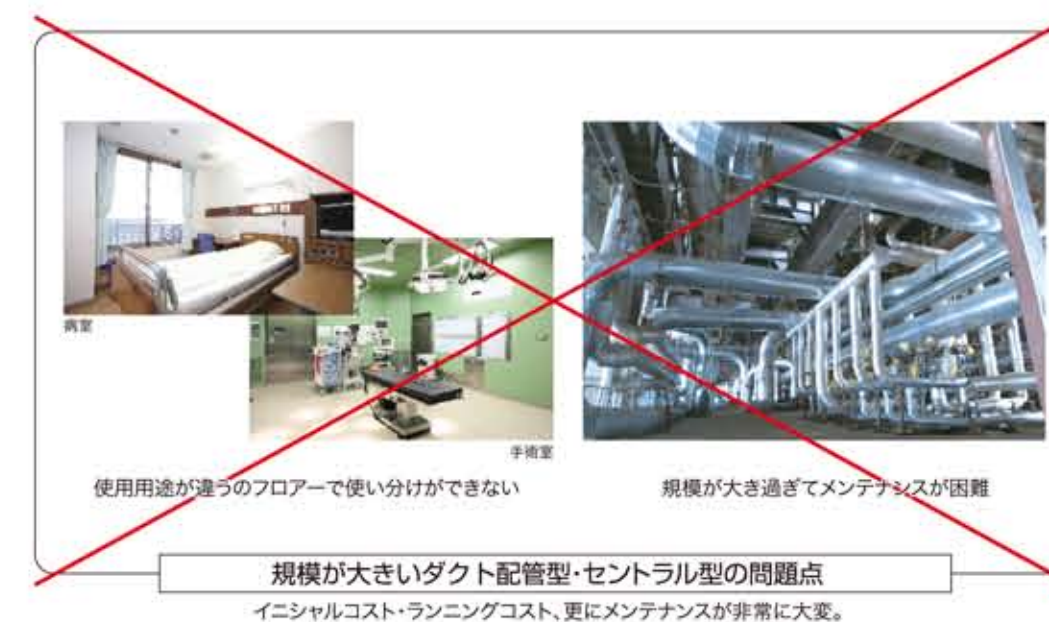 病室
手術室
使用用途が違うのフロアーで使い分けができない
規模が大き過ぎてメンテナンスが困難
規模が大きいダクト配管型・セントラル型の問題点
イニシャルコスト・ランニングコスト、更にメンテナンスが非常に大変。